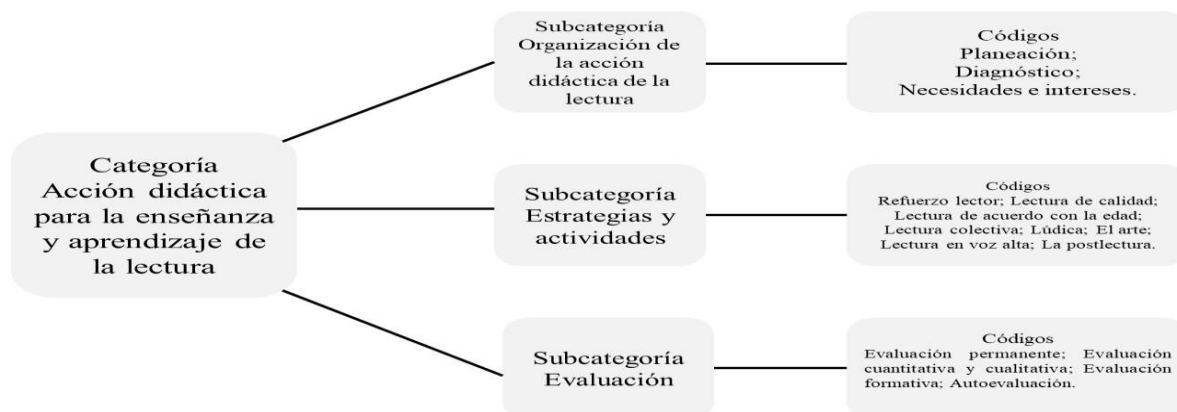 Categoría
Acción didáctica
para la enseñanza
y aprendizaje de
la lectura
Subcategoría
Organización de
la acción
didáctica de la
lectura
Códigos
Planeación;
Diagnóstico;
Necesidades e intereses.
Subcategoría
Estrategias y
actividades
Códigos
Refuerzo lector; Lectura de calidad;
Lectura de acuerdo con la edad;
Lectura colectiva; Lúdica; El arte;
Lectura en voz alta; La postlectura.
Subcategoría
Evaluación
Códigos
Evaluación permanente; Evaluación
cuantitativa y cualitativa; Evaluación
formativa; Autoevaluación.